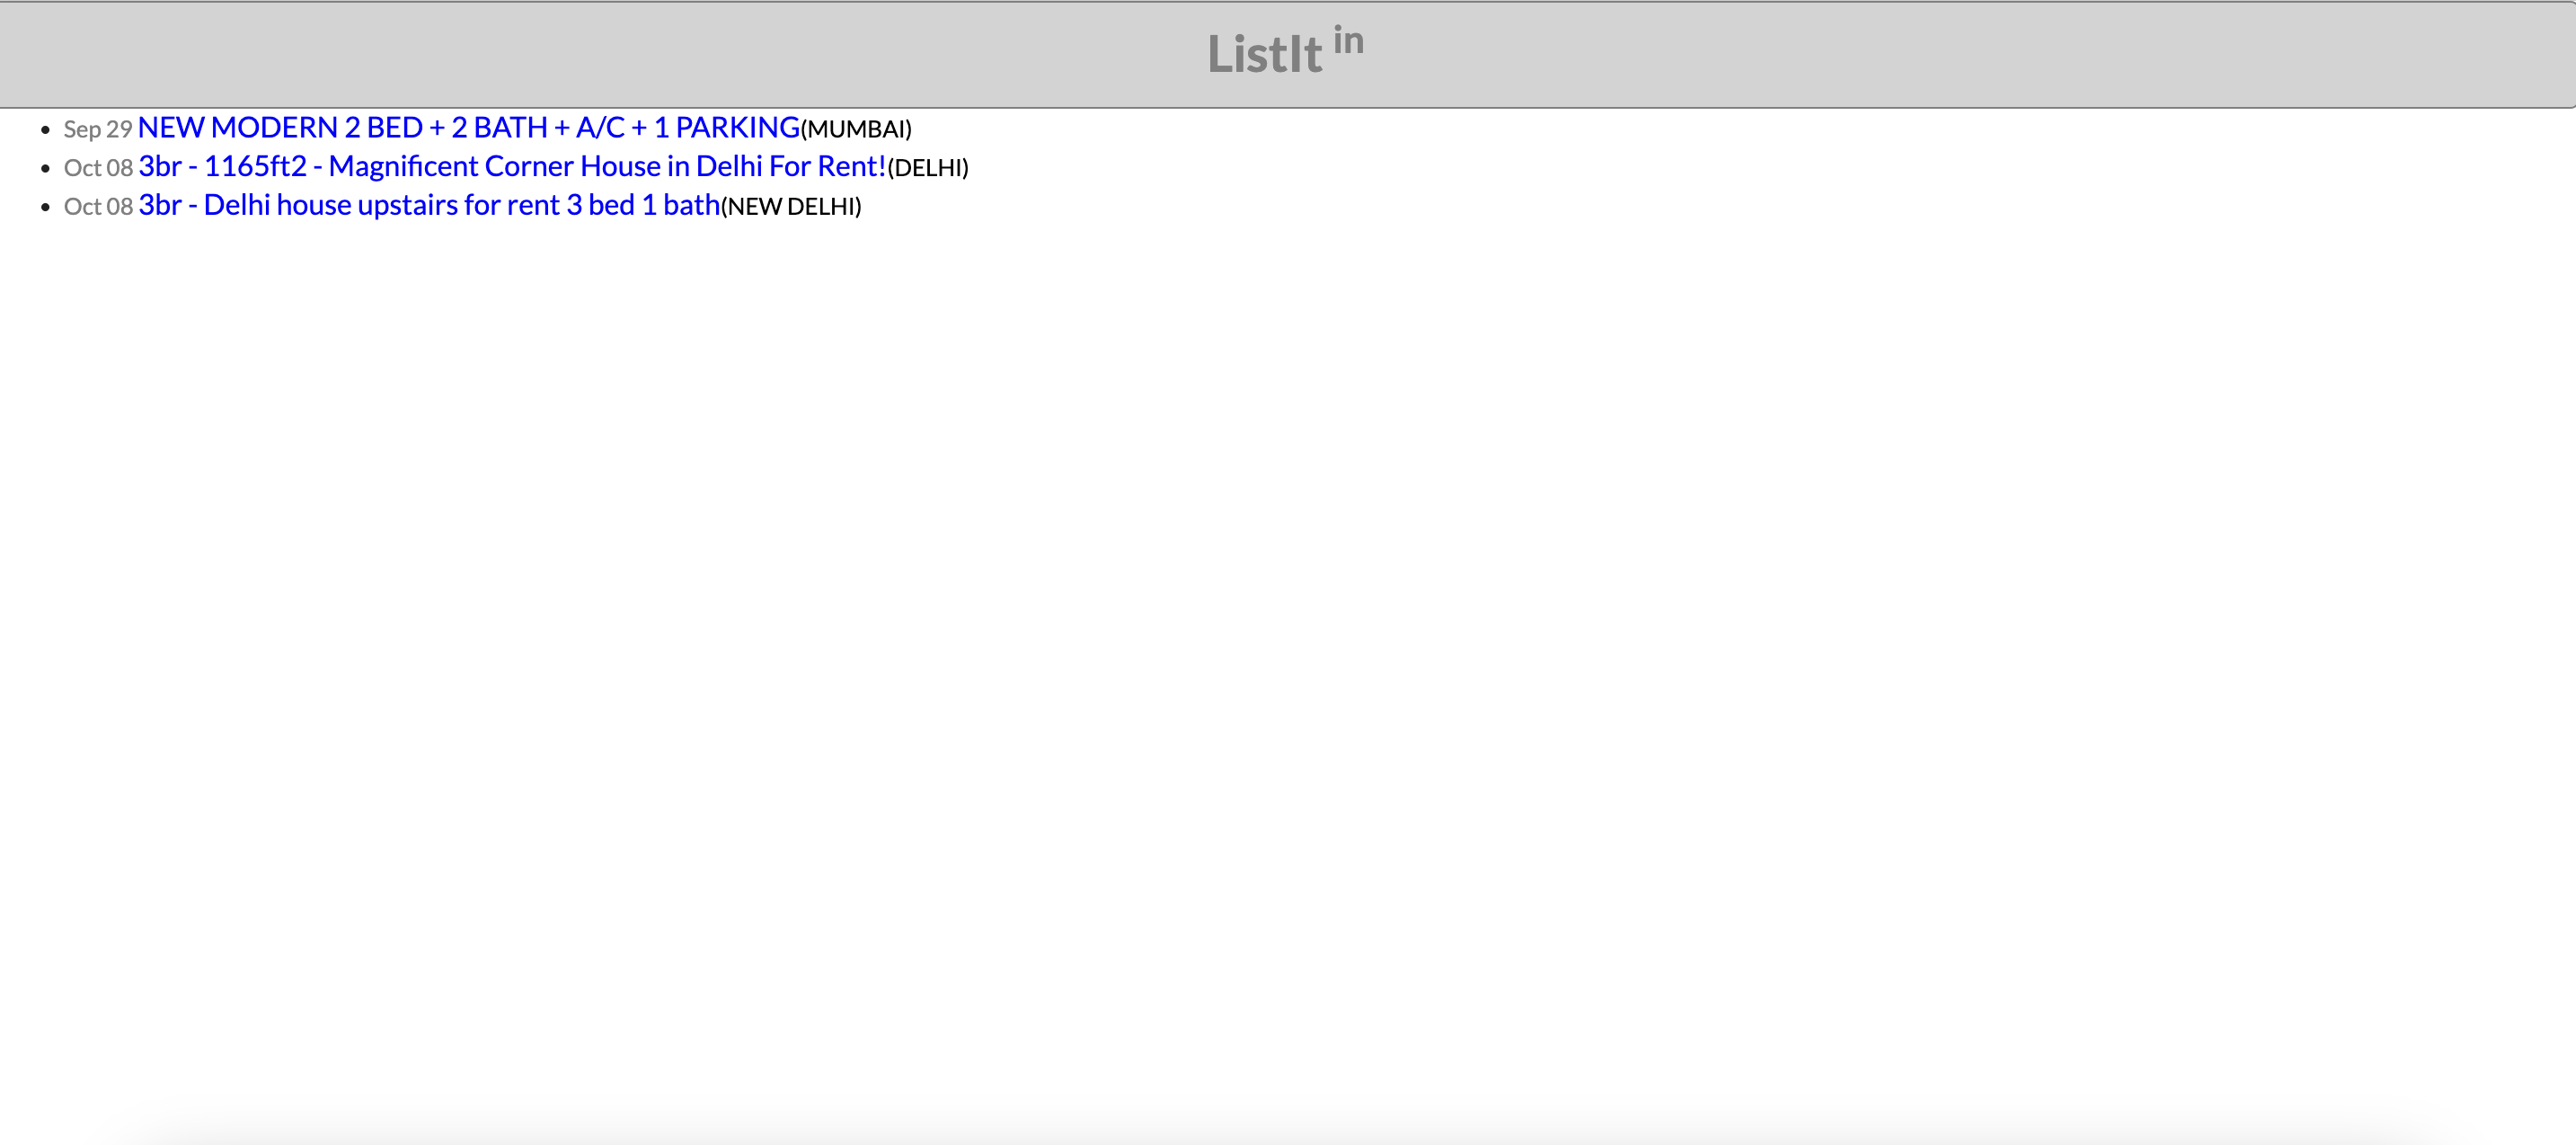 ListIt in
Sep 29 NEW MODERN 2 BED + 2 BATH + A/C + 1 PARKING(MUMBAI)
Oct 08 3br - 1165ft2 - Magnificent Corner House in Delhi For Rent!(DELHI)
Oct 08 3br - Delhi house upstairs for rent 3 bed 1 bath(NEW DELHI)